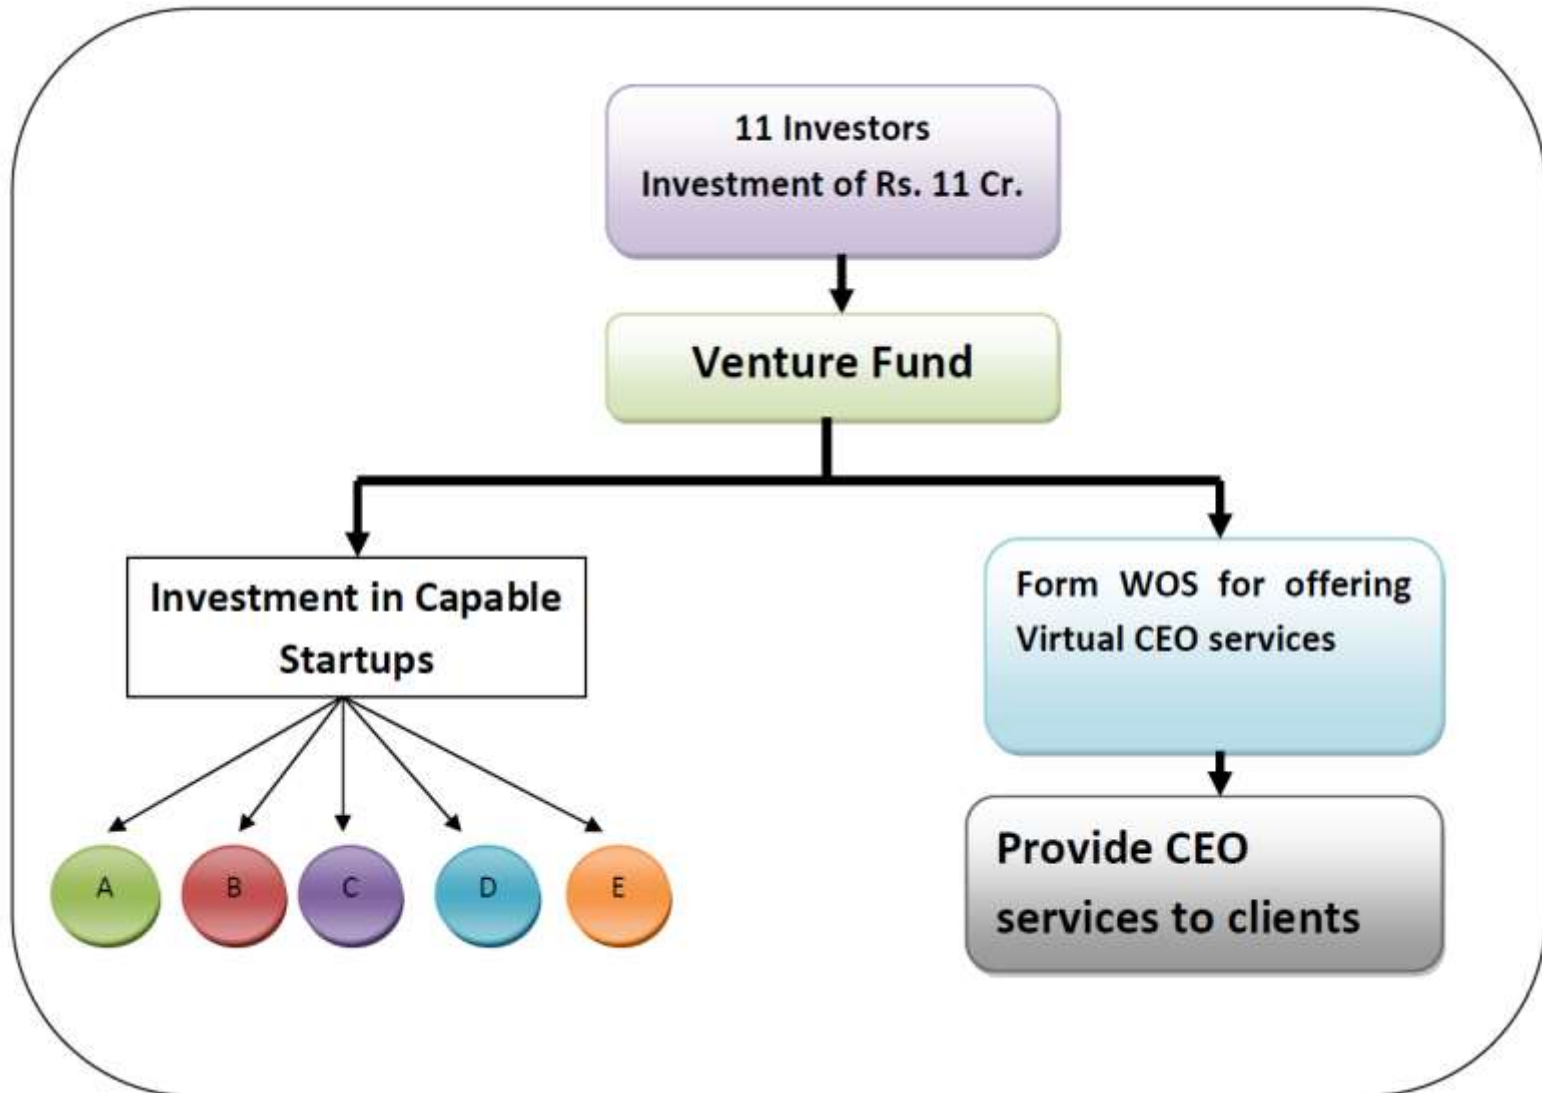 11 Investors
Investment of Rs. 11 Cr.
Venture Fund
Investment in Capable
Startups
Form WOS for offering
Virtual CEO services
A
B
C
D
E
Provide CEO
services to clients